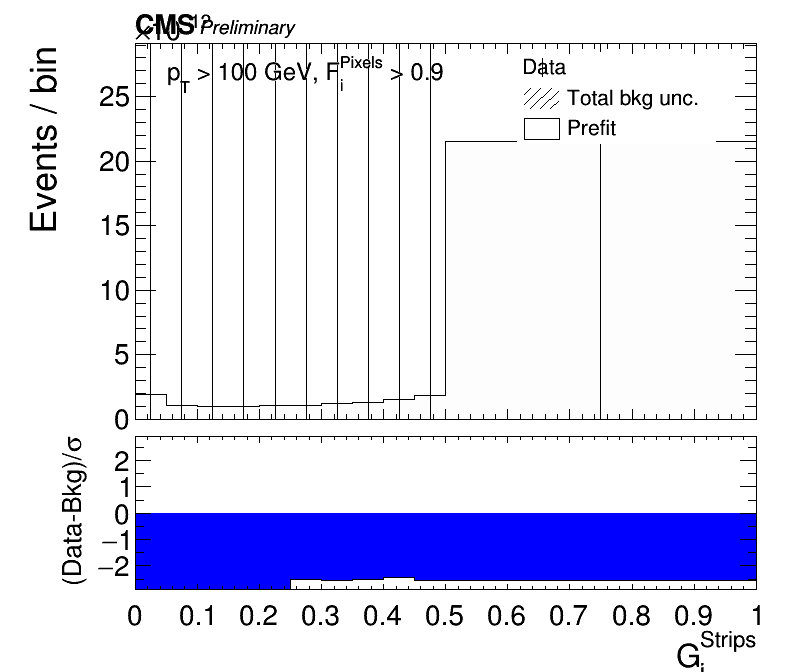 CMS Preliminary
×10^12
p_T > 100 GeV, F_i^Pixels > 0.9
Data
Total bkg unc.
Prefit
Events / bin
25
20
15
10
5
0
(Data-Bkg)/σ
2
1
0
−1
−2
0 0.1 0.2 0.3 0.4 0.5 0.6 0.7 0.8 0.9 1
G_i^Strips